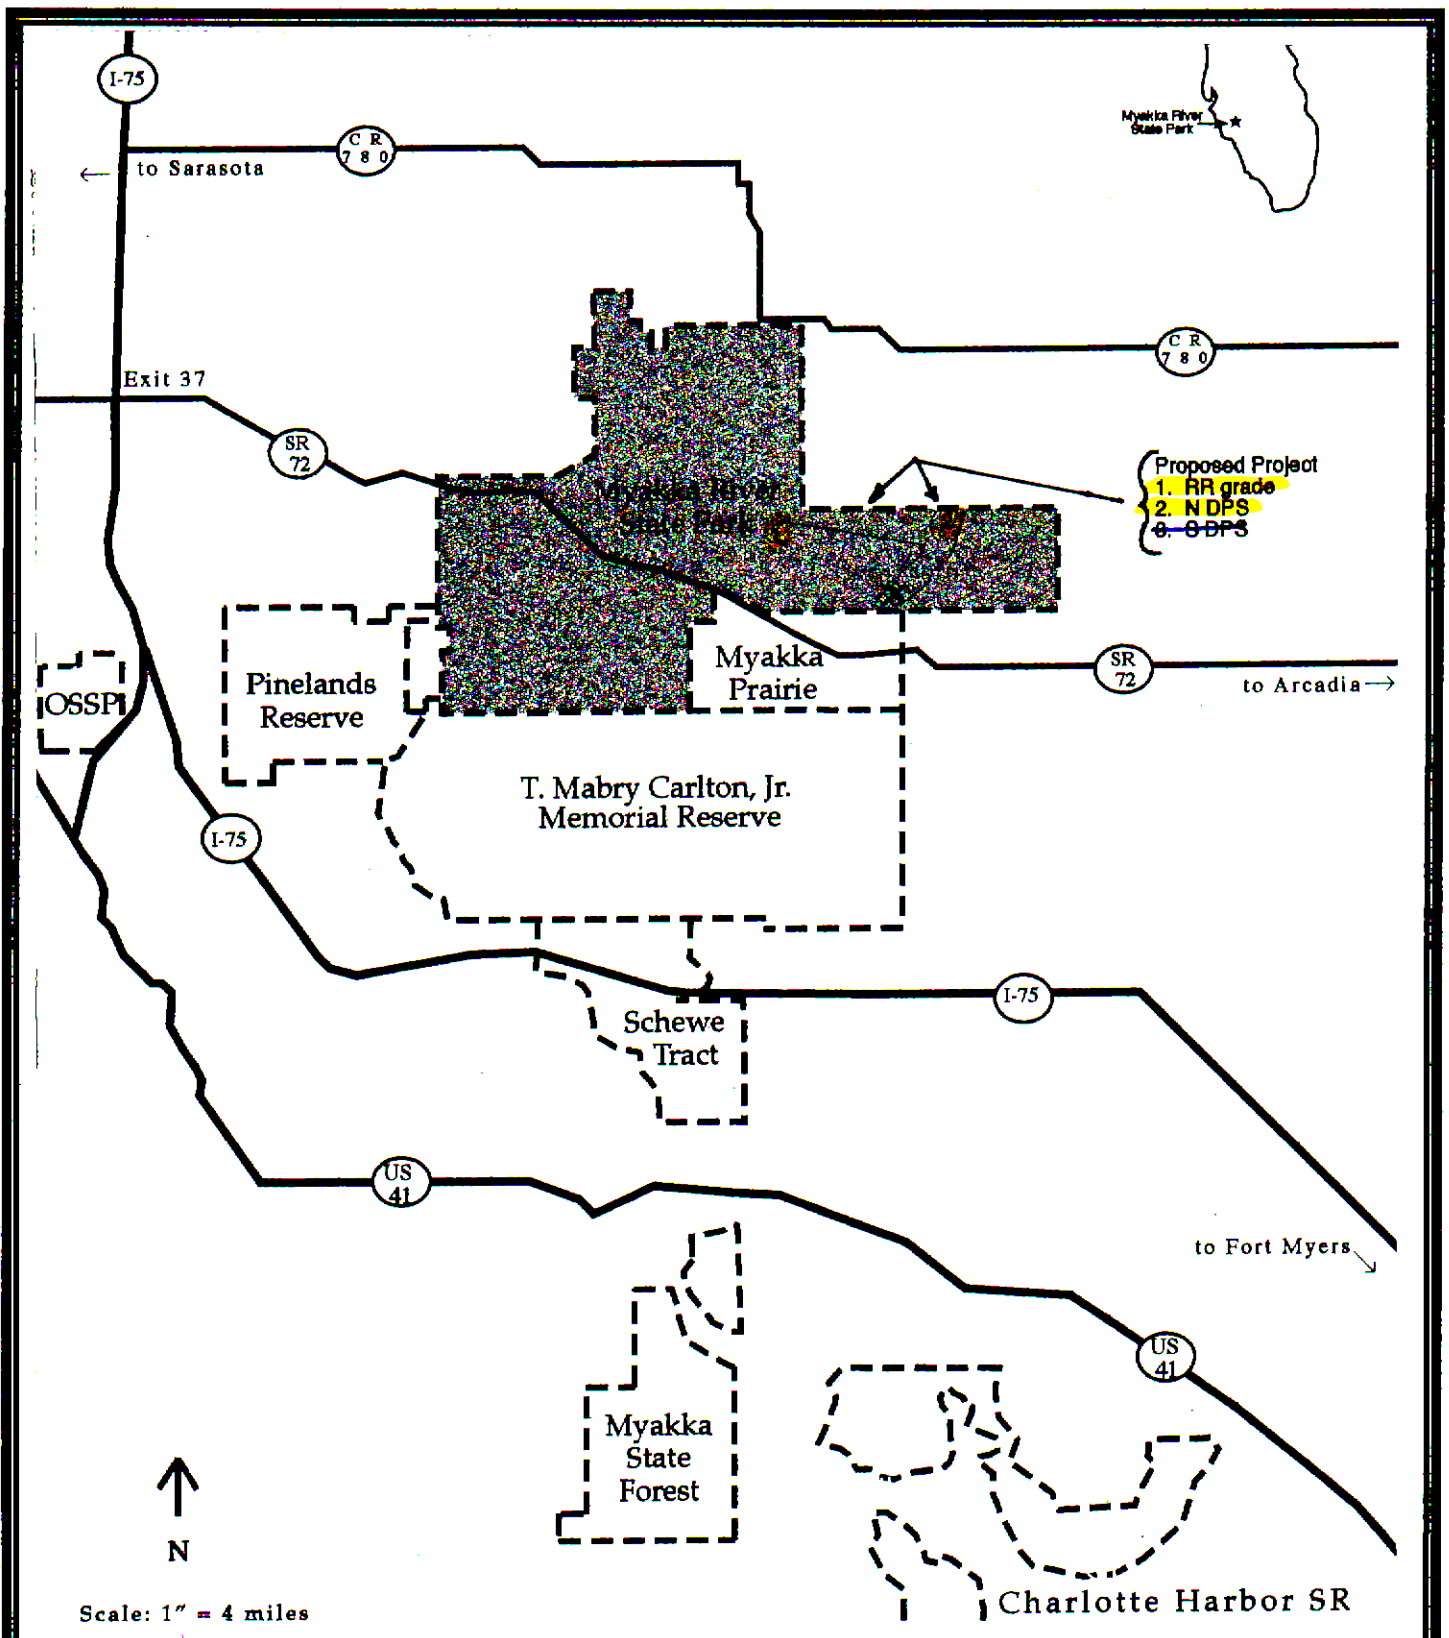 I-75
C R
7 8 0
to Sarasota
Myakka River
State Park
Exit 37
C R
7 8 0
SR
72
Proposed Project
1. RR grade
2. N DPS
3. S DPS
Myakka River
State Park
Myakka
Prairie
SR
72
to Arcadia
OSSP
Pinelands
Reserve
T. Mabry Carlton, Jr.
Memorial Reserve
I-75
I-75
Schewe
Tract
US
41
to Fort Myers
US
41
Myakka
State
Forest
N
Charlotte Harbor SR
Scale: 1" = 4 miles